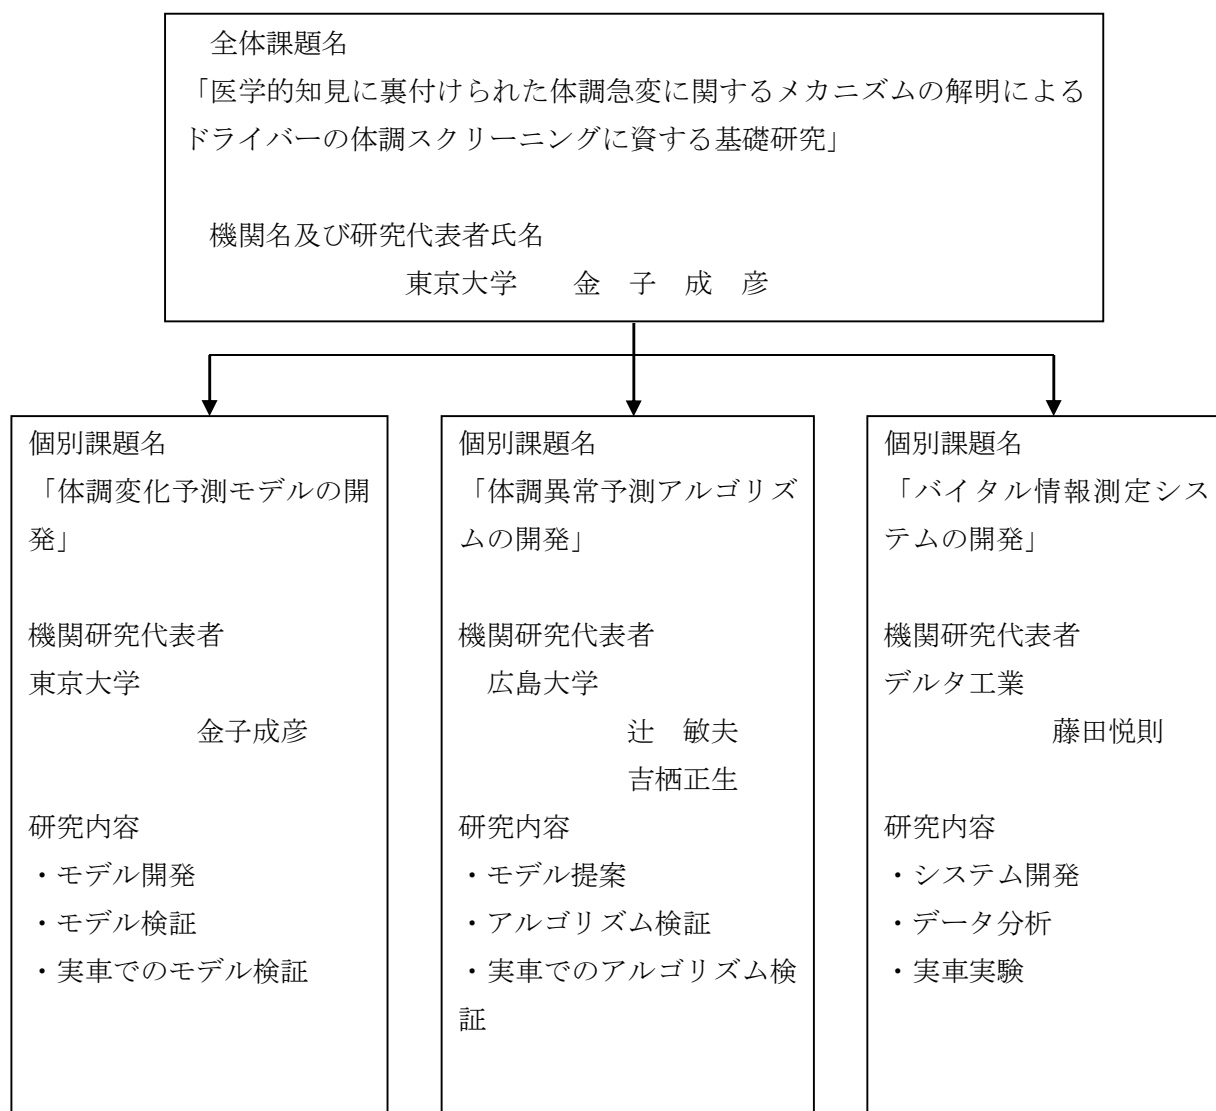 全体課題名
「医学的知見に裏付けられた体調急変に関するメカニズムの解明による
ドライバーの体調スクリーニングに資する基礎研究」
機関名及び研究代表者氏名
東京大学　　金　子　成　彦
個別課題名
「体調変化予測モデルの開
発」
機関研究代表者
東京大学
金子成彦
研究内容
・モデル開発
・モデル検証
・実車でのモデル検証
個別課題名
「体調異常予測アルゴリズ
ムの開発」
機関研究代表者
広島大学
辻　敏夫
吉栖正生
研究内容
・モデル提案
・アルゴリズム検証
・実車でのアルゴリズム検
証
個別課題名
「バイタル情報測定シス
テムの開発」
機関研究代表者
デルタ工業
藤田悦則
研究内容
・システム開発
・データ分析
・実車実験